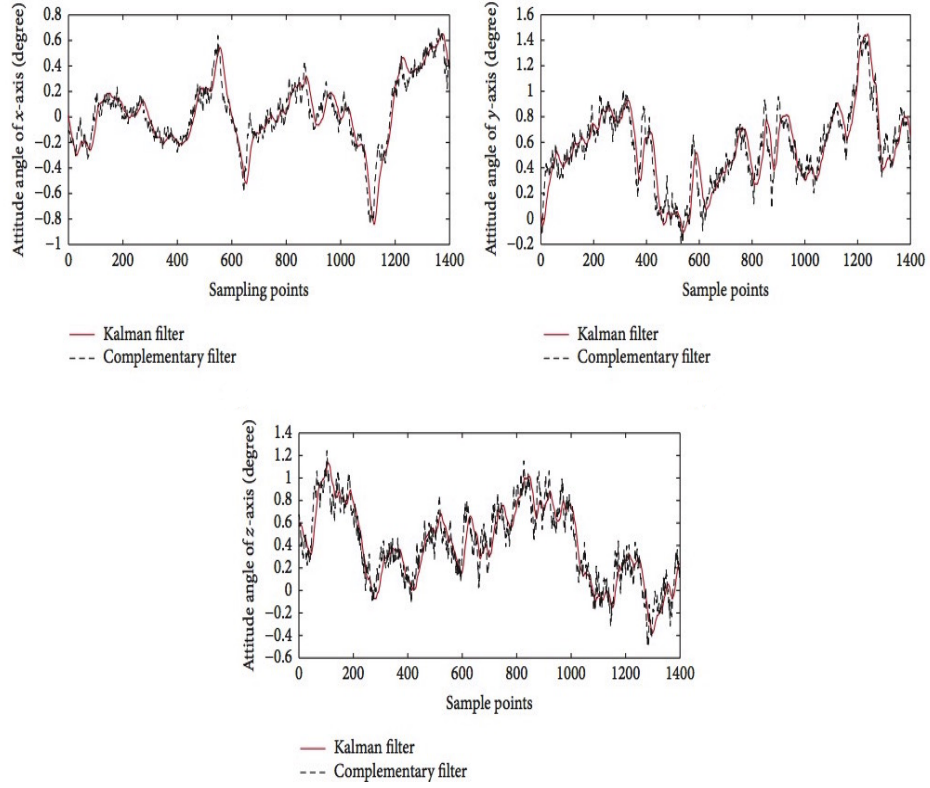 Attitude angle of x-axis (degree)
0.8
0.6
0.4
0.2
0
−0.2
−0.4
−0.6
−0.8
−1
0 200 400 600 800 1000 1200 1400
Sampling points
Kalman filter
Complementary filter
Attitude angle of y-axis (degree)
1.6
1.4
1.2
1
0.8
0.6
0.4
0.2
0
−0.2
0 200 400 600 800 1000 1200 1400
Sample points
Kalman filter
Complementary filter
Attitude angle of z-axis (degree)
1.4
1.2
1
0.8
0.6
0.4
0.2
0
−0.2
−0.4
−0.6
0 200 400 600 800 1000 1200 1400
Sample points
Kalman filter
Complementary filter